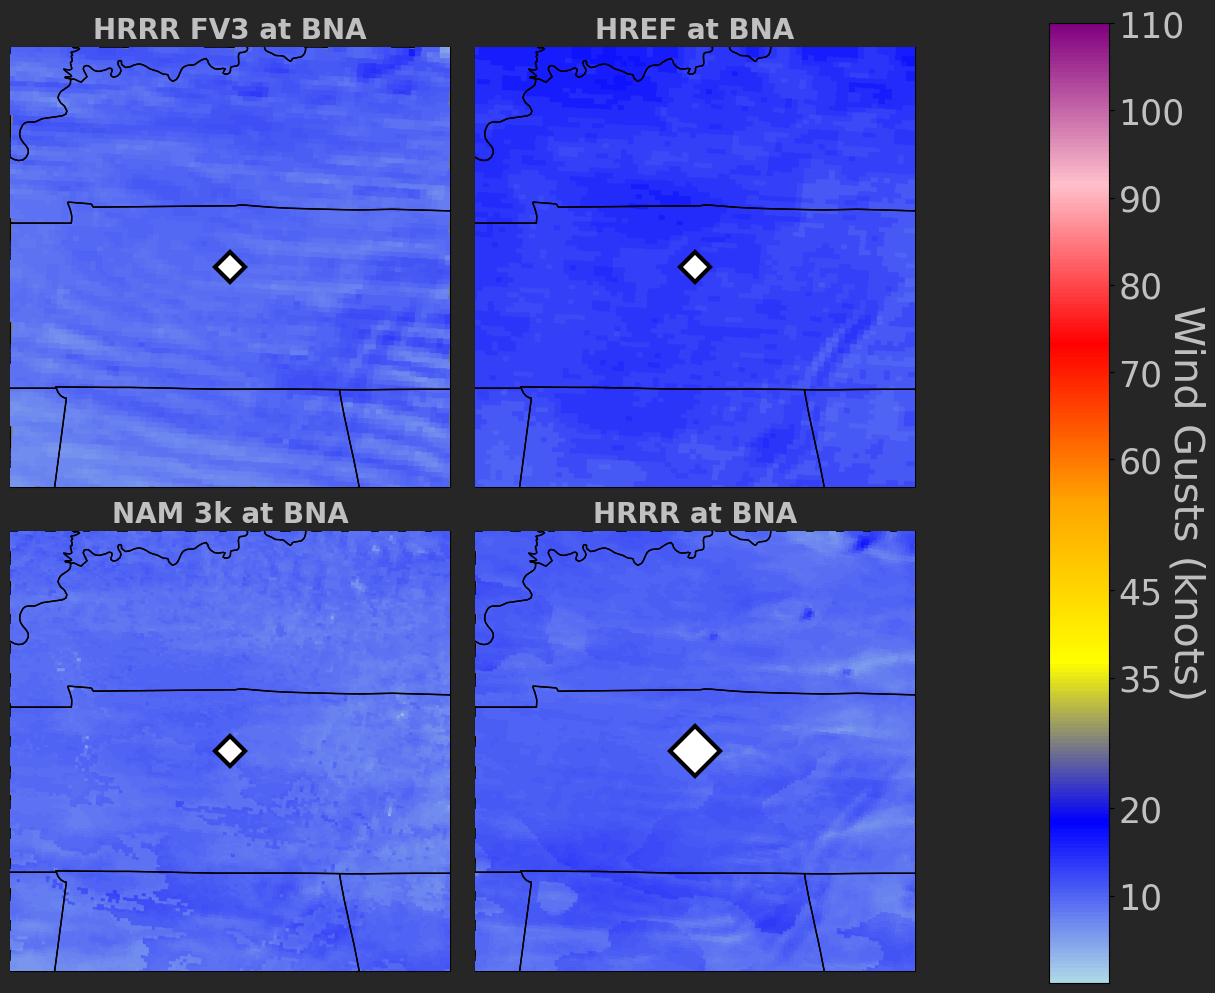 HRRR FV3 at BNA
HREF at BNA
NAM 3k at BNA
HRRR at BNA
110
100
90
80
70
60
45
35
20
10
Wind Gusts (knots)